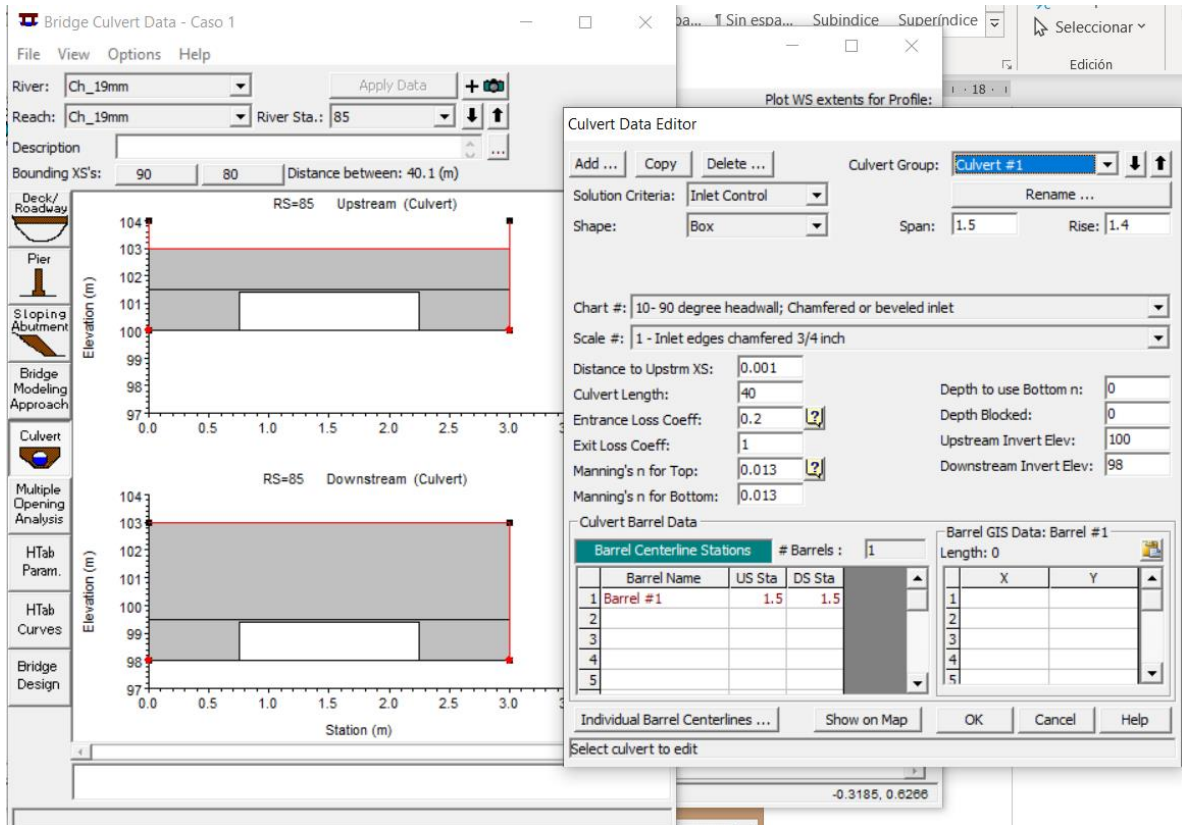 Bridge Culvert Data - Caso 1
File View Options Help
River: Ch_19mm Apply Data
Reach: Ch_19mm River Sta.: 85
Description ...
Bounding XS's: 90 80 Distance between: 40.1 (m)
Deck/
Roadway
Pier
Sloping
Abutment
Bridge
Modeling
Approach
Culvert
Multiple
Opening
Analysis
HTab
Param.
HTab
Curves
Bridge
Design
RS=85 Upstream (Culvert)
Elevation (m)
104
103
102
101
100
99
98
97
0.0 0.5 1.0 1.5 2.0 2.5 3.0
RS=85 Downstream (Culvert)
Elevation (m)
104
103
102
101
100
99
98
97
0.0 0.5 1.0 1.5 2.0 2.5 3.0
Station (m)
¶ Sin espa... Subíndice Superíndice
Seleccionar
Edición
18
Plot WS extents for Profile:
Culvert Data Editor
Add ... Copy Delete ... Culvert Group: Culvert #1
Solution Criteria: Inlet Control Rename ...
Shape: Box Span: 1.5 Rise: 1.4
Chart #: 10- 90 degree headwall; Chamfered or beveled inlet
Scale #: 1 - Inlet edges chamfered 3/4 inch
Distance to Upstrm XS: 0.001
Culvert Length: 40
Entrance Loss Coeff: 0.2
Exit Loss Coeff: 1
Manning's n for Top: 0.013
Manning's n for Bottom: 0.013
Depth to use Bottom n: 0
Depth Blocked: 0
Upstream Invert Elev: 100
Downstream Invert Elev: 98
Culvert Barrel Data
Barrel Centerline Stations # Barrels : 1
Barrel Name US Sta DS Sta
1 Barrel #1 1.5 1.5
2
3
4
5
Barrel GIS Data: Barrel #1
Length: 0
X Y
1
2
3
4
5
Individual Barrel Centerlines ... Show on Map OK Cancel Help
Select culvert to edit
-0.3185, 0.6266